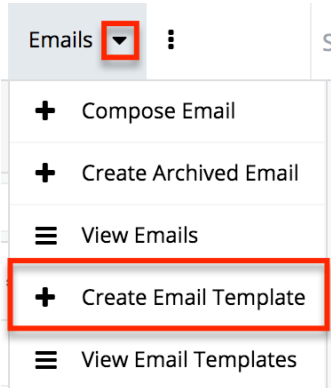 Emails
Compose Email
Create Archived Email
View Emails
Create Email Template
View Email Templates